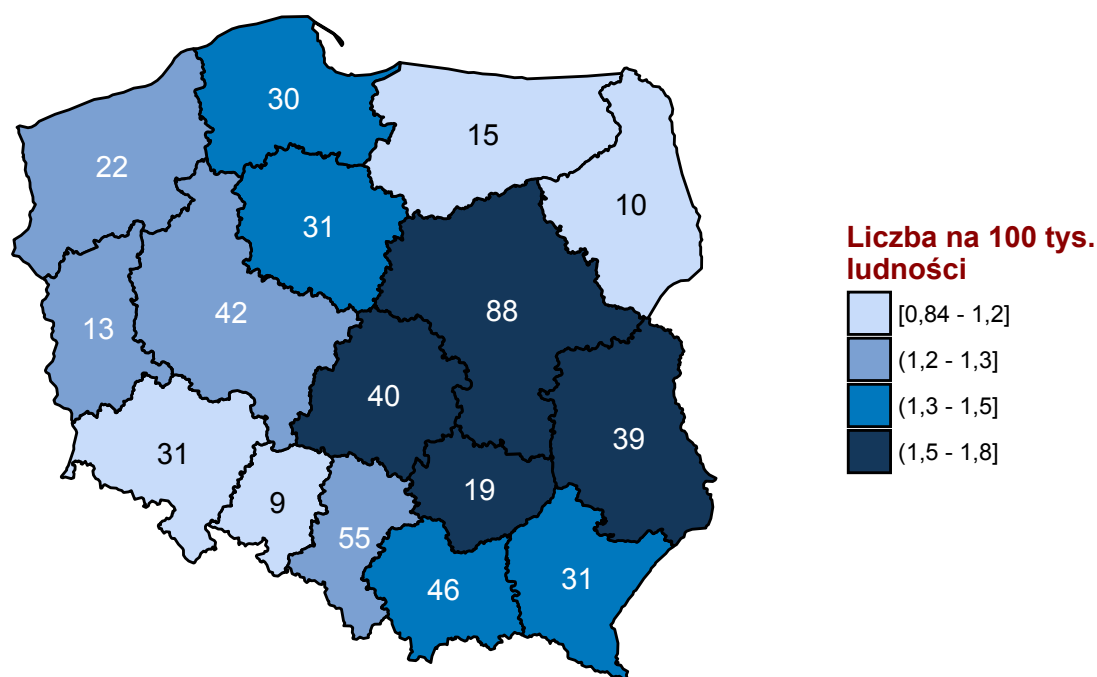 30
15
22
10
31
88
42
13
40
39
31
19
9
55
46
31
Liczba na 100 tys.
ludności
[0,84 - 1,2]
(1,2 - 1,3]
(1,3 - 1,5]
(1,5 - 1,8]